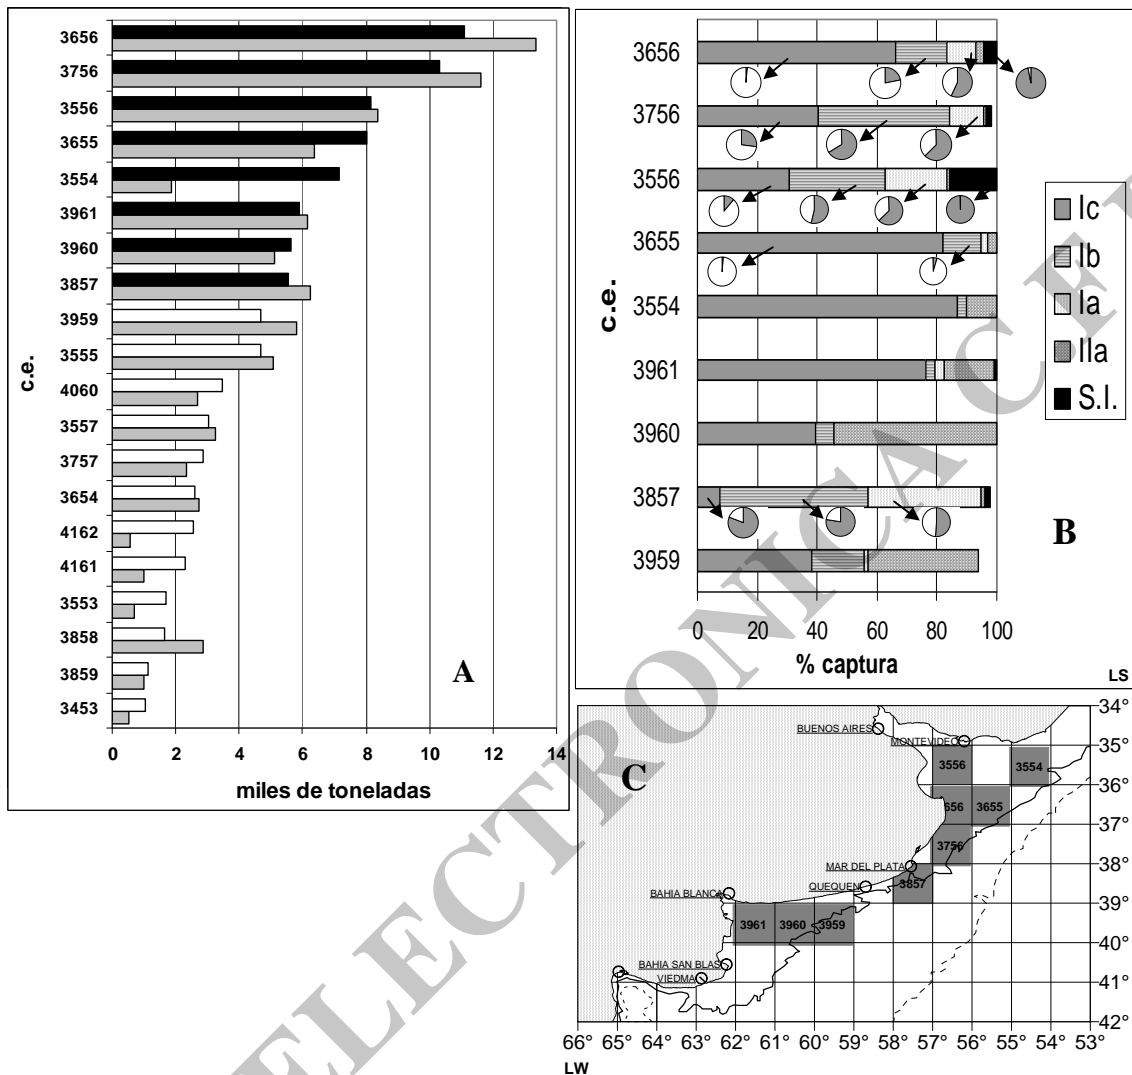 3656
3756
3556
3655
3554
3961
3960
3857
3959
3555
4060
3557
3757
3654
4162
4161
3553
3858
3859
3453
c.e.
A
0 2 4 6 8 10 12 14
miles de toneladas
3656
3756
3556
3655
3554
3961
3960
3857
3959
c.e.
Ic
Ib
Ia
IIa
S.I.
B
0 20 40 60 80 100
% captura
LS
C
BUENOS AIRES
MONTEVIDEO
3556
3554
656
3655
3756
MAR DEL PLATA
QUEQUEN
3857
BAHIA BLANCA
3961
3960
3959
BAHIA SAN BLAS
VIEDMA
34°
35°
36°
37°
38°
39°
40°
41°
42°
66° 65° 64° 63° 62° 61° 60° 59° 58° 57° 56° 55° 54° 53°
LW
ELECTRONICA C.F.